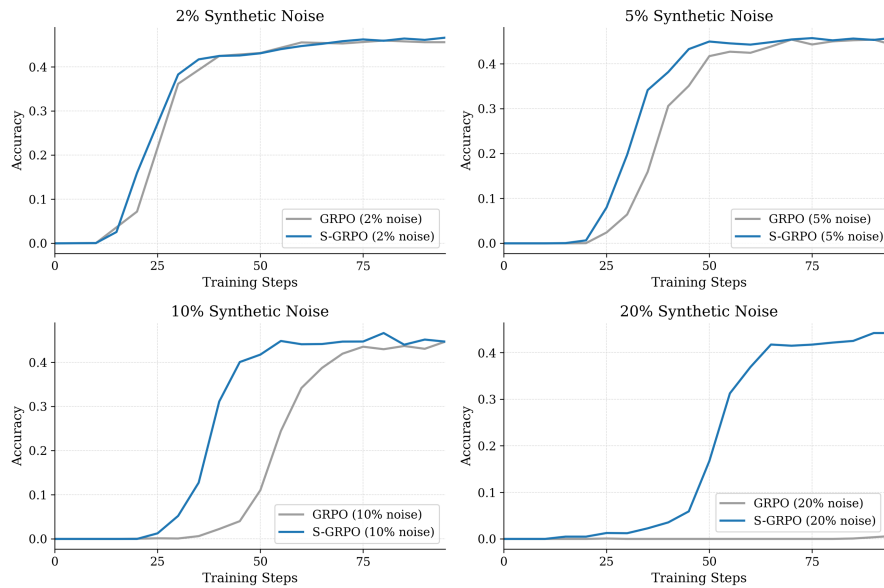 2% Synthetic Noise
Accuracy
0.4
0.3
0.2
0.1
0.0
GRPO (2% noise)
S-GRPO (2% noise)
0
25
50
75
Training Steps
5% Synthetic Noise
Accuracy
0.4
0.3
0.2
0.1
0.0
GRPO (5% noise)
S-GRPO (5% noise)
0
25
50
75
Training Steps
10% Synthetic Noise
Accuracy
0.4
0.3
0.2
0.1
0.0
GRPO (10% noise)
S-GRPO (10% noise)
0
25
50
75
Training Steps
20% Synthetic Noise
Accuracy
0.4
0.3
0.2
0.1
0.0
GRPO (20% noise)
S-GRPO (20% noise)
0
25
50
75
Training Steps